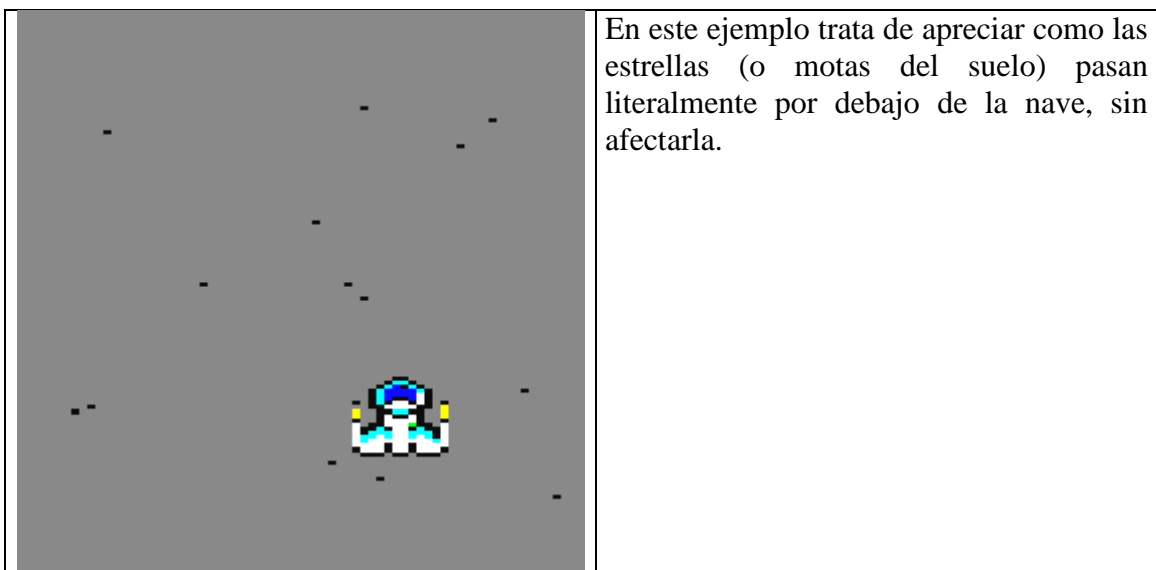 En este ejemplo trata de apreciar como las
estrellas (o motas del suelo) pasan
literalmente por debajo de la nave, sin
afectarla.